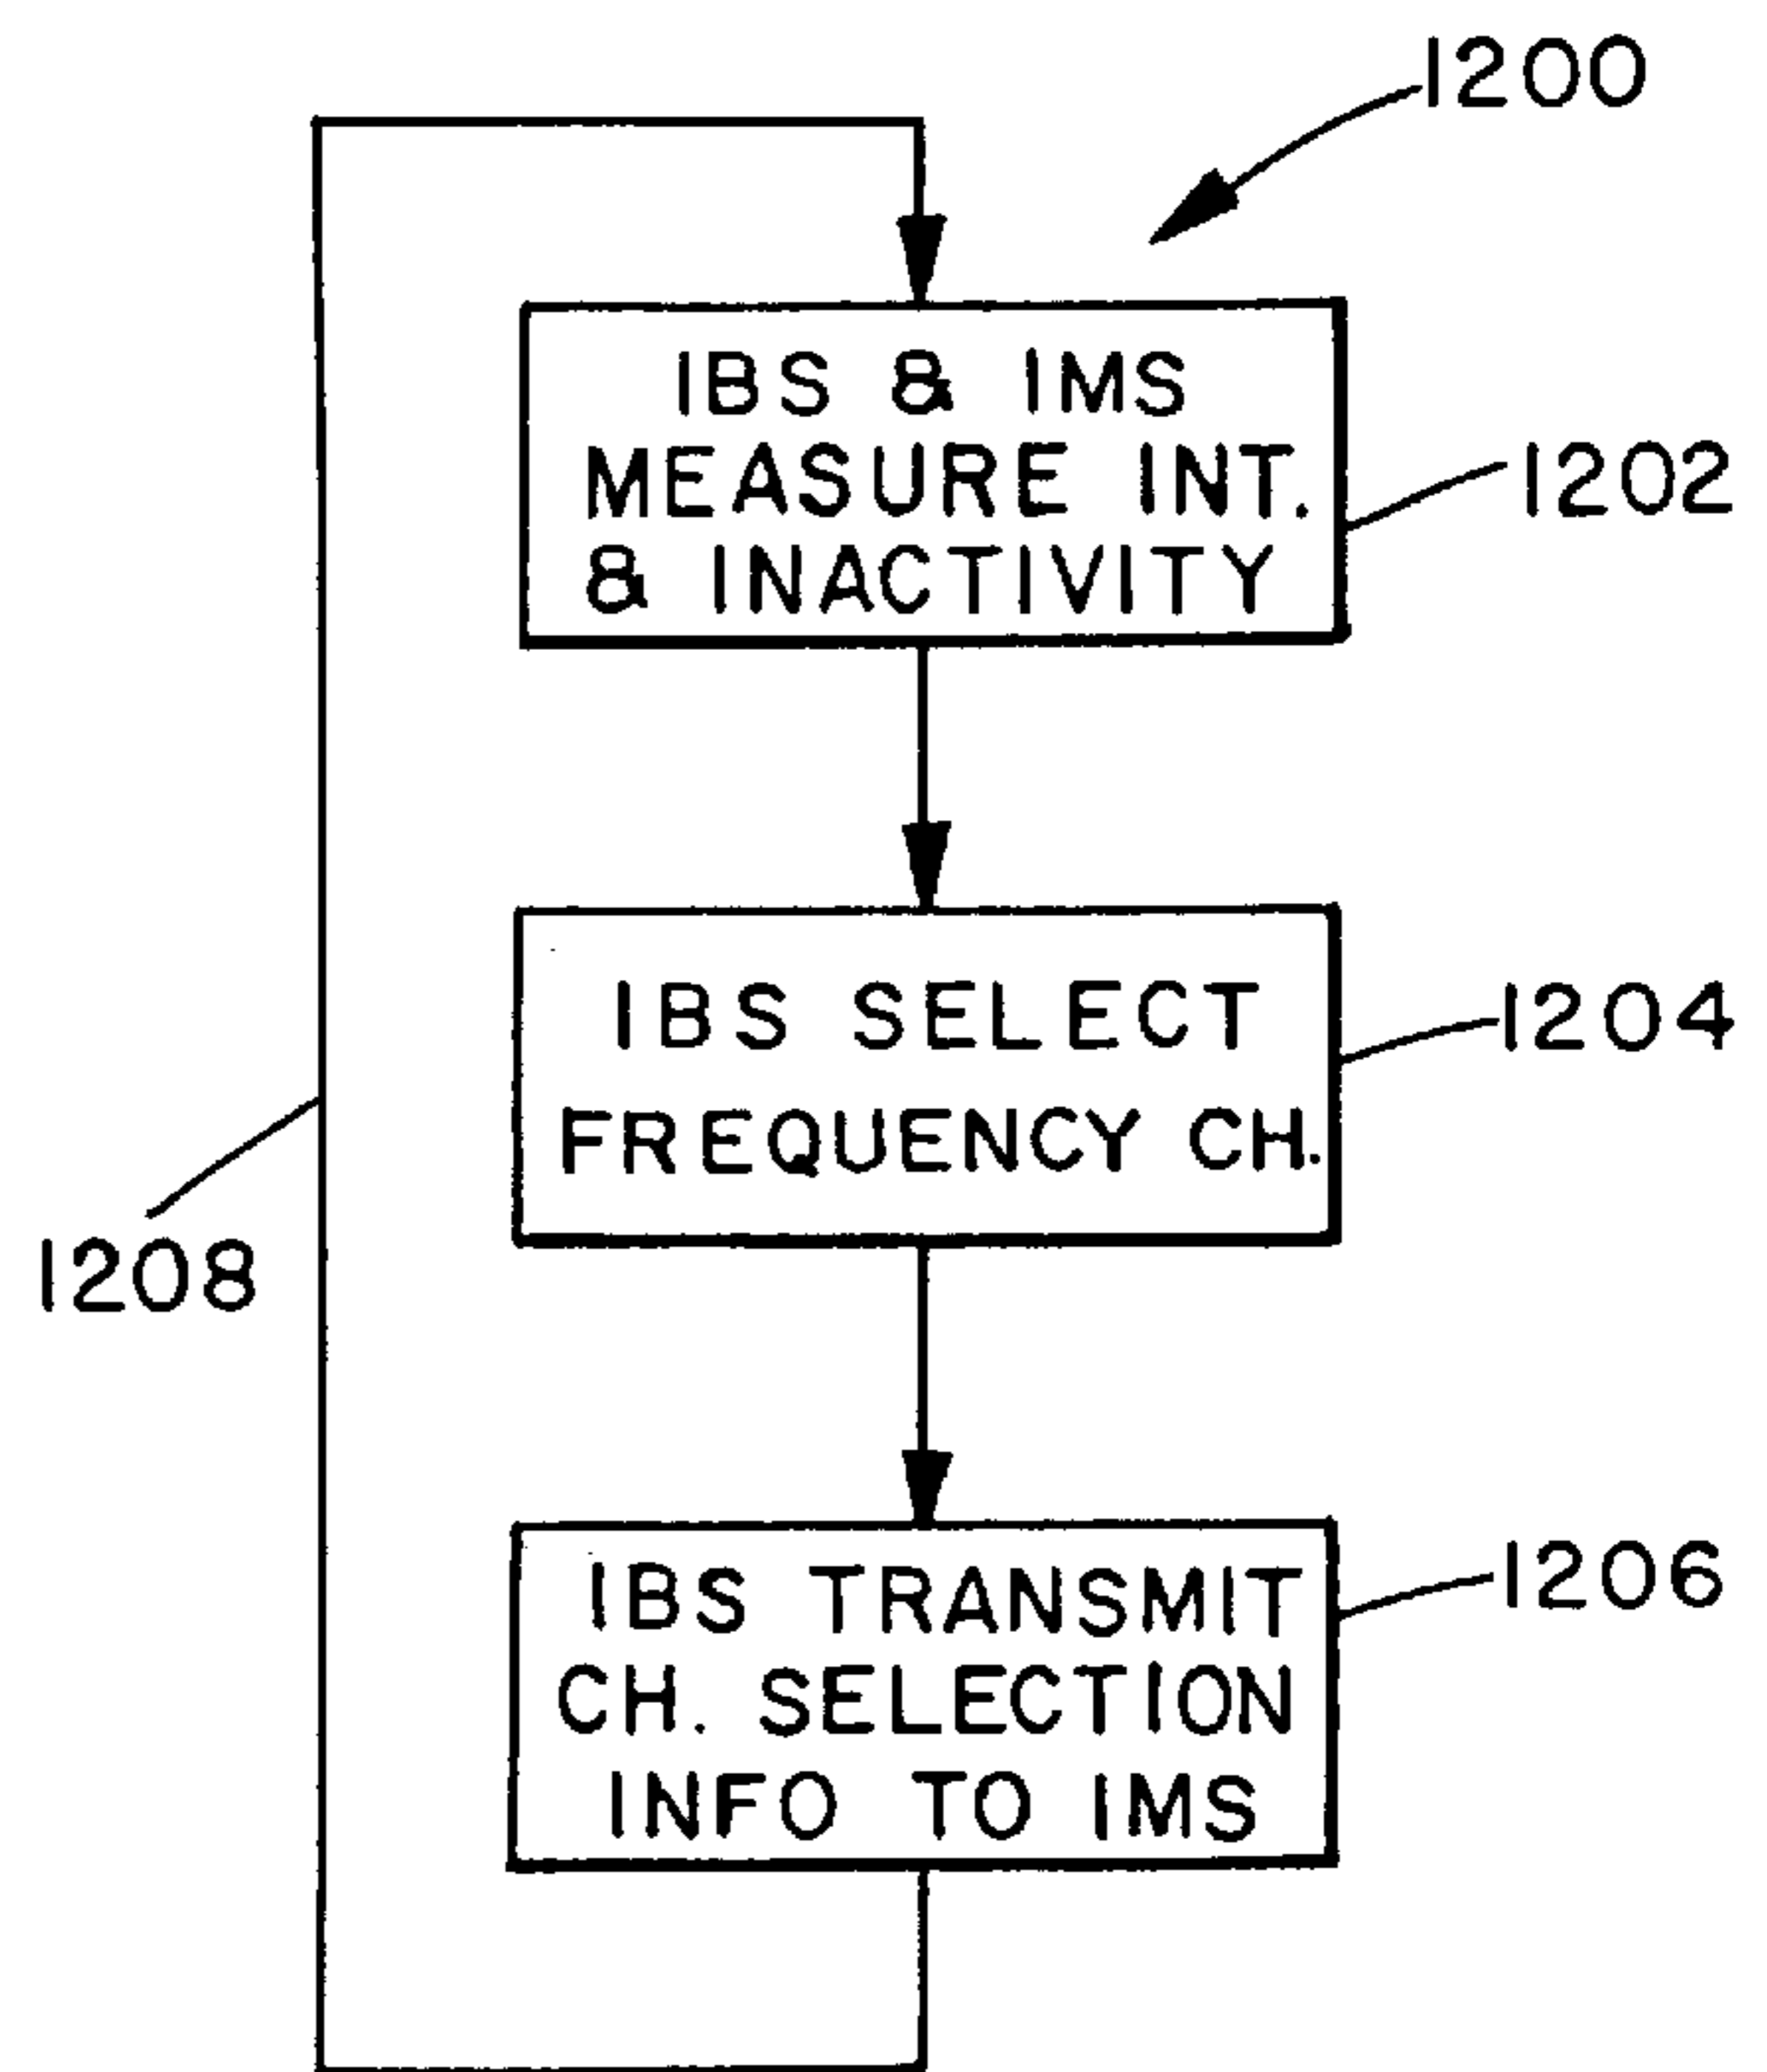 1200
IBS & IMS
MEASURE INT.
& INACTIVITY
1202
IBS SELECT
FREQUENCY CH.
1204
1208
IBS TRANSMIT
CH. SELECTION
INFO TO IMS
1206